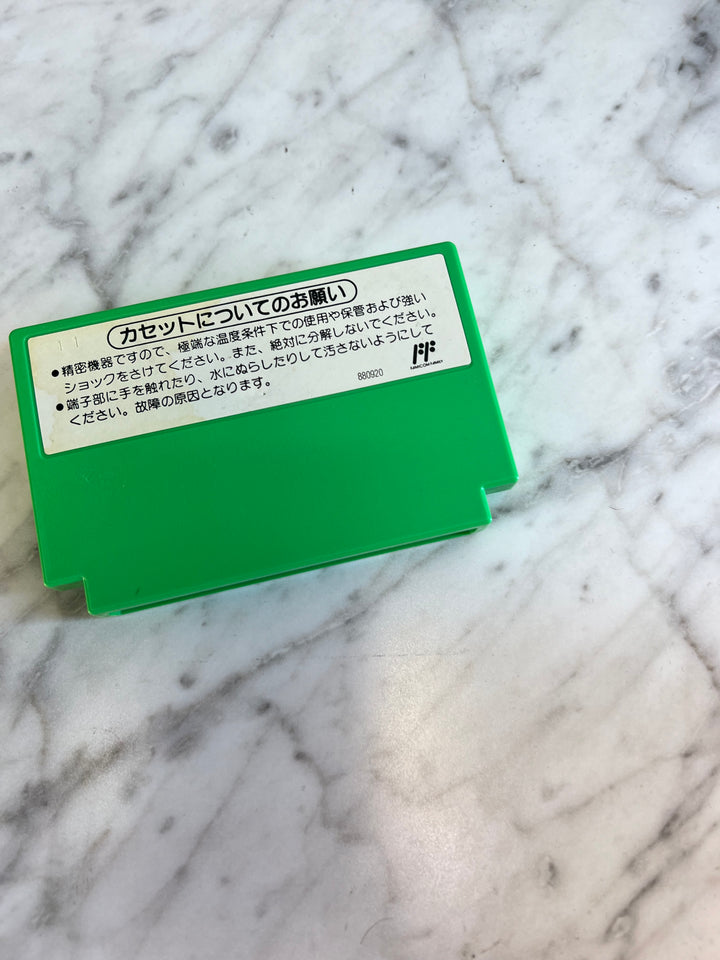 カセットについてのお願い
11
●精密機器ですので、極端な温度条件下での使用や保管および強い
ショックをさけてください。また、絶対に分解しないでください。
●端子部に手を触れたり、水にぬらしたりして汚さないようにして
ください。故障の原因となります。
880920
FAMICOM FAMILY